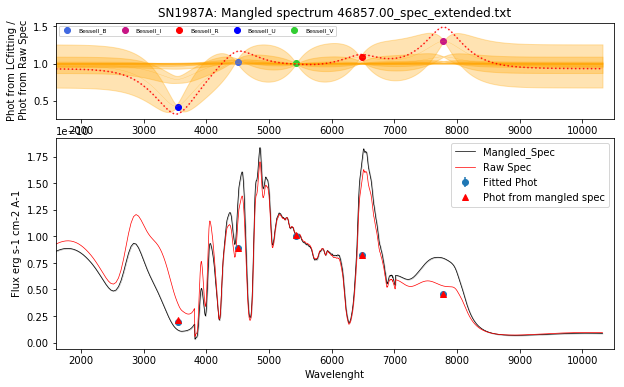 SN1987A: Mangled spectrum 46857.00_spec_extended.txt
Phot from LCfitting /
Phot from Raw Spec
1.5
1.0
0.5
Bessell_B
Bessell_I
Bessell_R
Bessell_U
Bessell_V
2000 3000 4000 5000 6000 7000 8000 9000 10000
1e-10
Flux erg s-1 cm-2 A-1
1.75
1.50
1.25
1.00
0.75
0.50
0.25
0.00
Mangled_Spec
Raw Spec
Fitted Phot
Phot from mangled spec
2000 3000 4000 5000 6000 7000 8000 9000 10000
Wavelenght